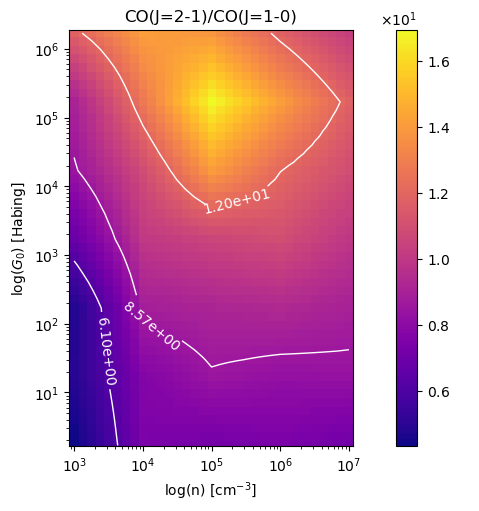 CO(J=2-1)/CO(J=1-0)
×10¹
10⁶
10⁵
10⁴
10³
10²
10¹
log(G₀) [Habing]
1.20e+01
8.57e+00
6.10e+00
10³ 10⁴ 10⁵ 10⁶ 10⁷
log(n) [cm⁻³]
1.6
1.4
1.2
1.0
0.8
0.6